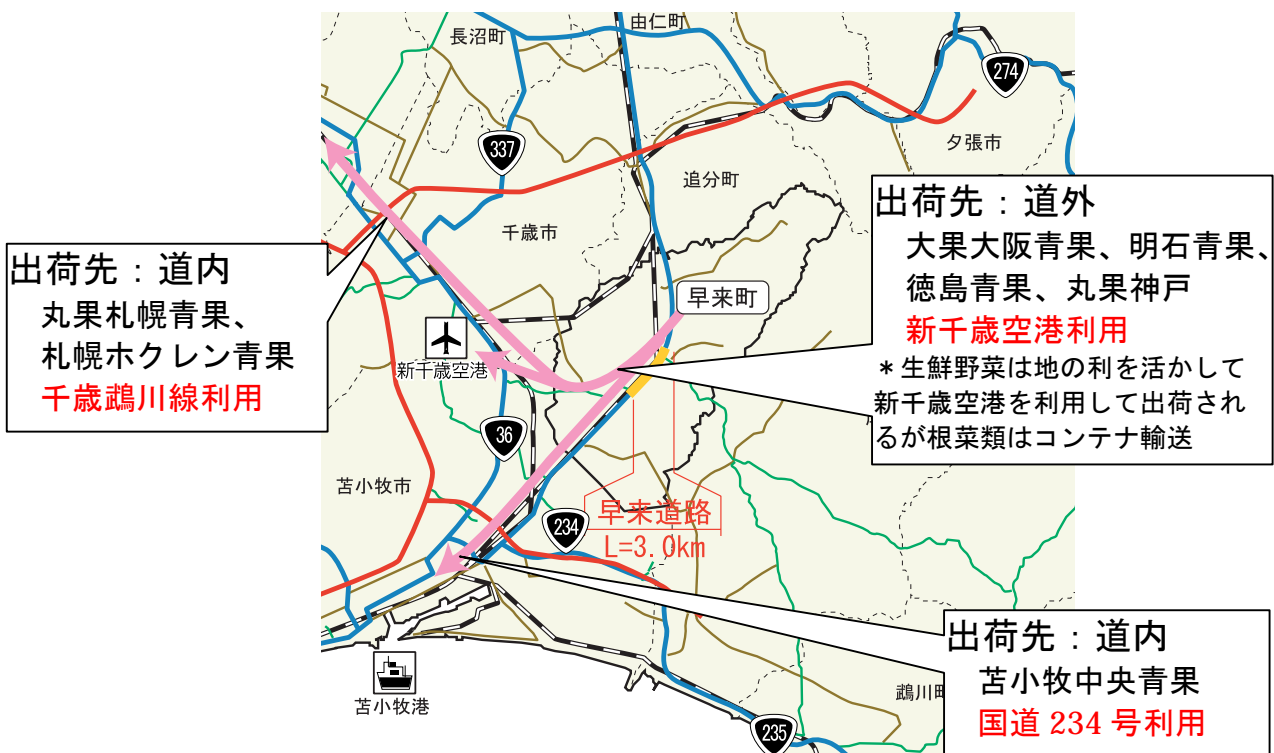 由仁町
長沼町
274
337
夕張市
追分町
千歳市
出荷先：道外
大果大阪青果、明石青果、
徳島青果、丸果神戸
新千歳空港利用
＊生鮮野菜は地の利を活かして
新千歳空港を利用して出荷され
るが根菜類はコンテナ輸送
出荷先：道内
丸果札幌青果、
札幌ホクレン青果
千歳鵡川線利用
早来町
新千歳空港
36
苫小牧市
234
早来道路
L=3.0km
出荷先：道内
苫小牧中央青果
国道 234 号利用
鵡川町
苫小牧港
235